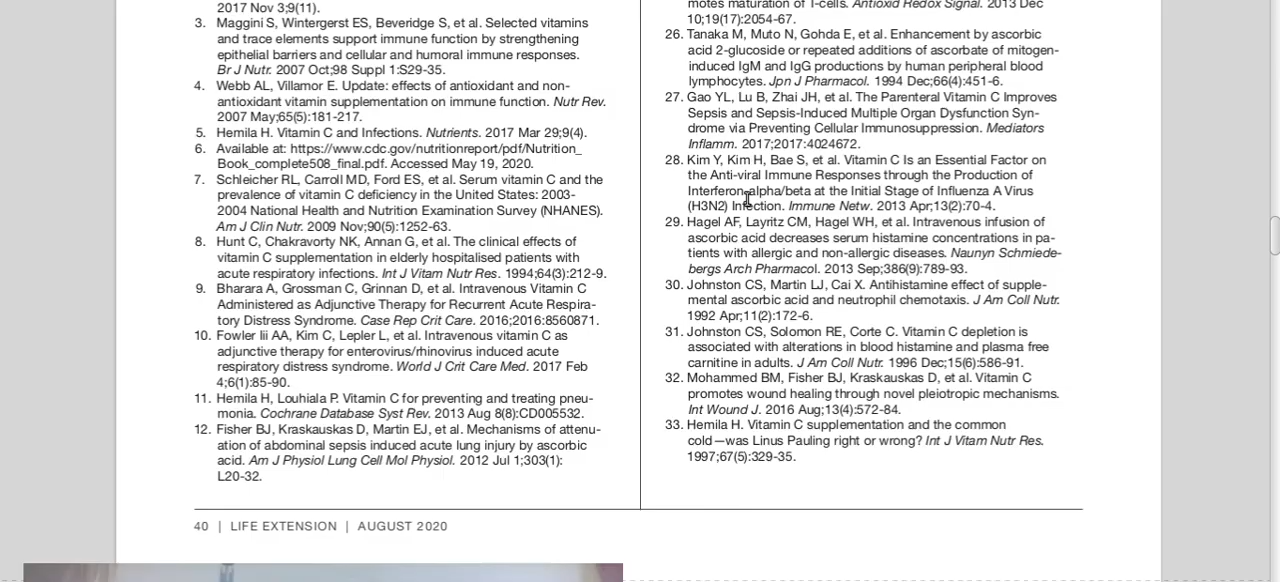 2017 Nov 3;9(11).
3. Maggini S, Wintergerst ES, Beveridge S, et al. Selected vitamins
and trace elements support immune function by strengthening
epithelial barriers and cellular and humoral immune responses.
Br J Nutr. 2007 Oct;98 Suppl 1:S29-35.
4. Webb AL, Villamor E. Update: effects of antioxidant and non-
antioxidant vitamin supplementation on immune function. Nutr Rev.
2007 May;65(5):181-217.
5. Hemila H. Vitamin C and Infections. Nutrients. 2017 Mar 29;9(4).
6. Available at: https://www.cdc.gov/nutritionreport/pdf/Nutrition_
Book_complete508_final.pdf. Accessed May 19, 2020.
7. Schleicher RL, Carroll MD, Ford ES, et al. Serum vitamin C and the
prevalence of vitamin C deficiency in the United States: 2003-
2004 National Health and Nutrition Examination Survey (NHANES).
Am J Clin Nutr. 2009 Nov;90(5):1252-63.
8. Hunt C, Chakravorty NK, Annan G, et al. The clinical effects of
vitamin C supplementation in elderly hospitalised patients with
acute respiratory infections. Int J Vitam Nutr Res. 1994;64(3):212-9.
9. Bharara A, Grossman C, Grinnan D, et al. Intravenous Vitamin C
Administered as Adjunctive Therapy for Recurrent Acute Respira-
tory Distress Syndrome. Case Rep Crit Care. 2016;2016:8560871.
10. Fowler Iii AA, Kim C, Lepler L, et al. Intravenous vitamin C as
adjunctive therapy for enterovirus/rhinovirus induced acute
respiratory distress syndrome. World J Crit Care Med. 2017 Feb
4;6(1):85-90.
11. Hemila H, Louhiala P. Vitamin C for preventing and treating pneu-
monia. Cochrane Database Syst Rev. 2013 Aug 8(8):CD005532.
12. Fisher BJ, Kraskauskas D, Martin EJ, et al. Mechanisms of attenu-
ation of abdominal sepsis induced acute lung injury by ascorbic
acid. Am J Physiol Lung Cell Mol Physiol. 2012 Jul 1;303(1):
L20-32.
motes maturation of T-cells. Antioxid Redox Signal. 2013 Dec
10;19(17):2054-67.
26. Tanaka M, Muto N, Gohda E, et al. Enhancement by ascorbic
acid 2-glucoside or repeated additions of ascorbate of mitogen-
induced IgM and IgG productions by human peripheral blood
lymphocytes. Jpn J Pharmacol. 1994 Dec;66(4):451-6.
27. Gao YL, Lu B, Zhai JH, et al. The Parenteral Vitamin C Improves
Sepsis and Sepsis-Induced Multiple Organ Dysfunction Syn-
drome via Preventing Cellular Immunosuppression. Mediators
Inflamm. 2017;2017:4024672.
28. Kim Y, Kim H, Bae S, et al. Vitamin C Is an Essential Factor on
the Anti-viral Immune Responses through the Production of
Interferon-alpha/beta at the Initial Stage of Influenza A Virus
(H3N2) Infection. Immune Netw. 2013 Apr;13(2):70-4.
29. Hagel AF, Layritz CM, Hagel WH, et al. Intravenous infusion of
ascorbic acid decreases serum histamine concentrations in pa-
tients with allergic and non-allergic diseases. Naunyn Schmiede-
bergs Arch Pharmacol. 2013 Sep;386(9):789-93.
30. Johnston CS, Martin LJ, Cai X. Antihistamine effect of supple-
mental ascorbic acid and neutrophil chemotaxis. J Am Coll Nutr.
1992 Apr;11(2):172-6.
31. Johnston CS, Solomon RE, Corte C. Vitamin C depletion is
associated with alterations in blood histamine and plasma free
carnitine in adults. J Am Coll Nutr. 1996 Dec;15(6):586-91.
32. Mohammed BM, Fisher BJ, Kraskauskas D, et al. Vitamin C
promotes wound healing through novel pleiotropic mechanisms.
Int Wound J. 2016 Aug;13(4):572-84.
33. Hemila H. Vitamin C supplementation and the common
cold—was Linus Pauling right or wrong? Int J Vitam Nutr Res.
1997;67(5):329-35.
40 | LIFE EXTENSION | AUGUST 2020